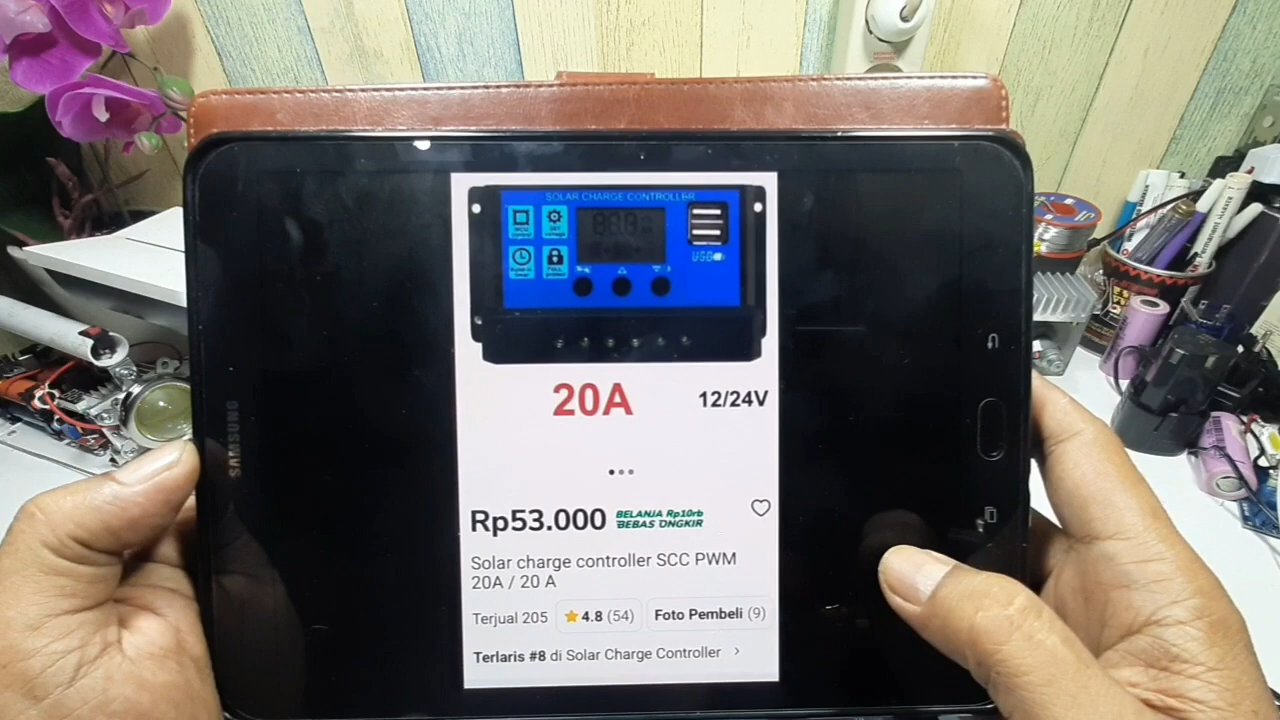 SOLAR CHARGE CONTROLLER
USB
20A
12/24V
Rp53.000
BELANJA Rp10rb
BEBAS ONGKIR
Solar charge controller SCC PWM
20A / 20 A
Terjual 205
4.8 (54)
Foto Pembeli (9)
Terlaris #8 di Solar Charge Controller
SAMSUNG